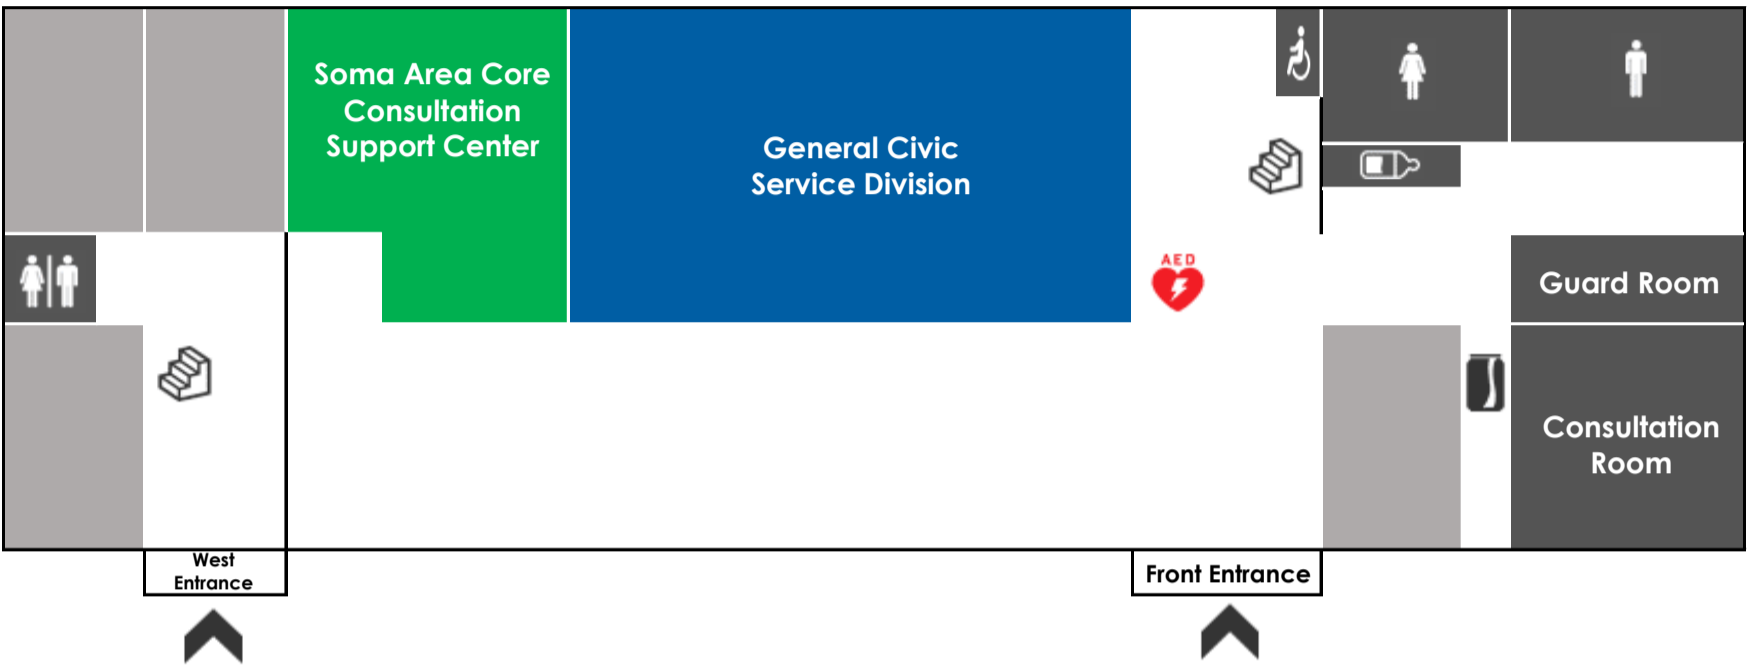 Soma Area Core
Consultation
Support Center
General Civic
Service Division
AED
Guard Room
Consultation
Room
West
Entrance
Front Entrance